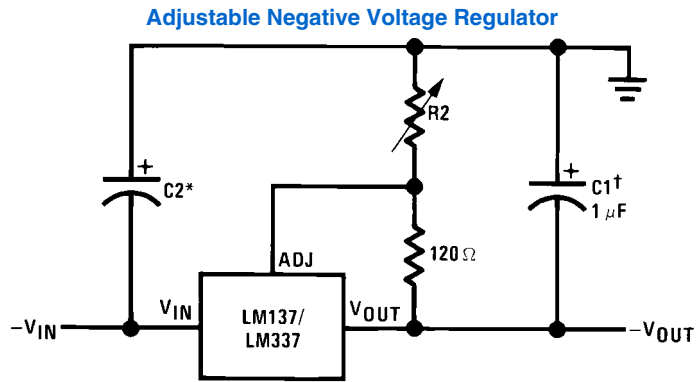 Adjustable Negative Voltage Regulator
R2
+
C2*
+
C1†
1 µF
ADJ
120 Ω
−VIN
VIN
LM137/
LM337
VOUT
−VOUT